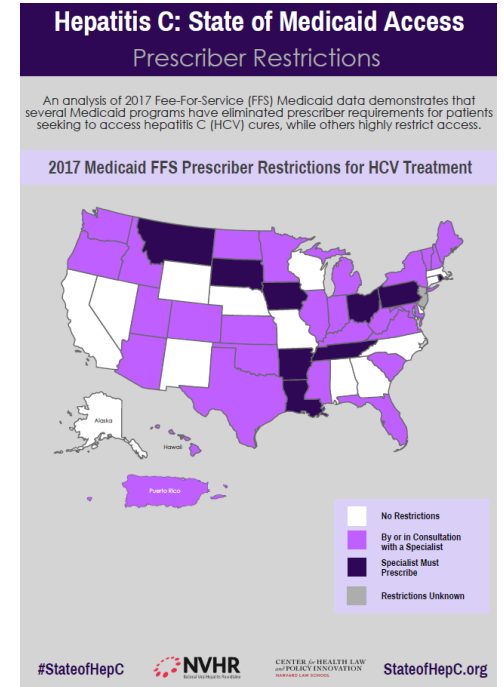 Hepatitis C: State of Medicaid Access
Prescriber Restrictions
An analysis of 2017 Fee-For-Service (FFS) Medicaid data demonstrates that
several Medicaid programs have eliminated prescriber requirements for patients
seeking to access hepatitis C (HCV) cures, while others highly restrict access.
2017 Medicaid FFS Prescriber Restrictions for HCV Treatment
Alaska
Hawaii
Puerto Rico
No Restrictions
By or in Consultation
with a Specialist
Specialist Must
Prescribe
Restrictions Unknown
#StateofHepC
NVHR
National Viral Hepatitis Roundtable
CENTER for HEALTH LAW
and POLICY INNOVATION
HARVARD LAW SCHOOL
StateofHepC.org